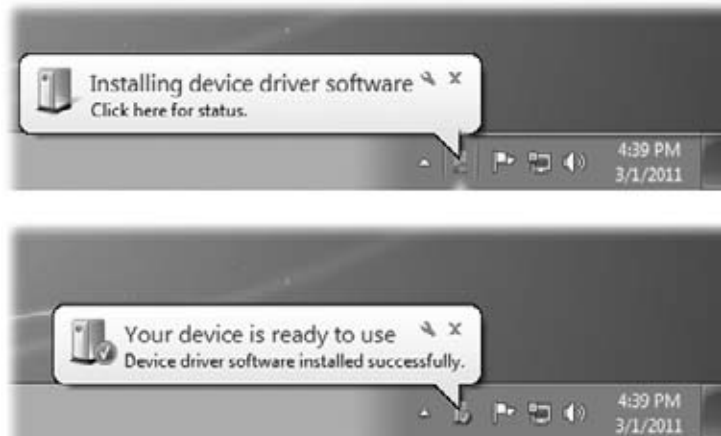 Installing device driver software
Click here for status.
4:39 PM
3/1/2011
Your device is ready to use
Device driver software installed successfully.
4:39 PM
3/1/2011